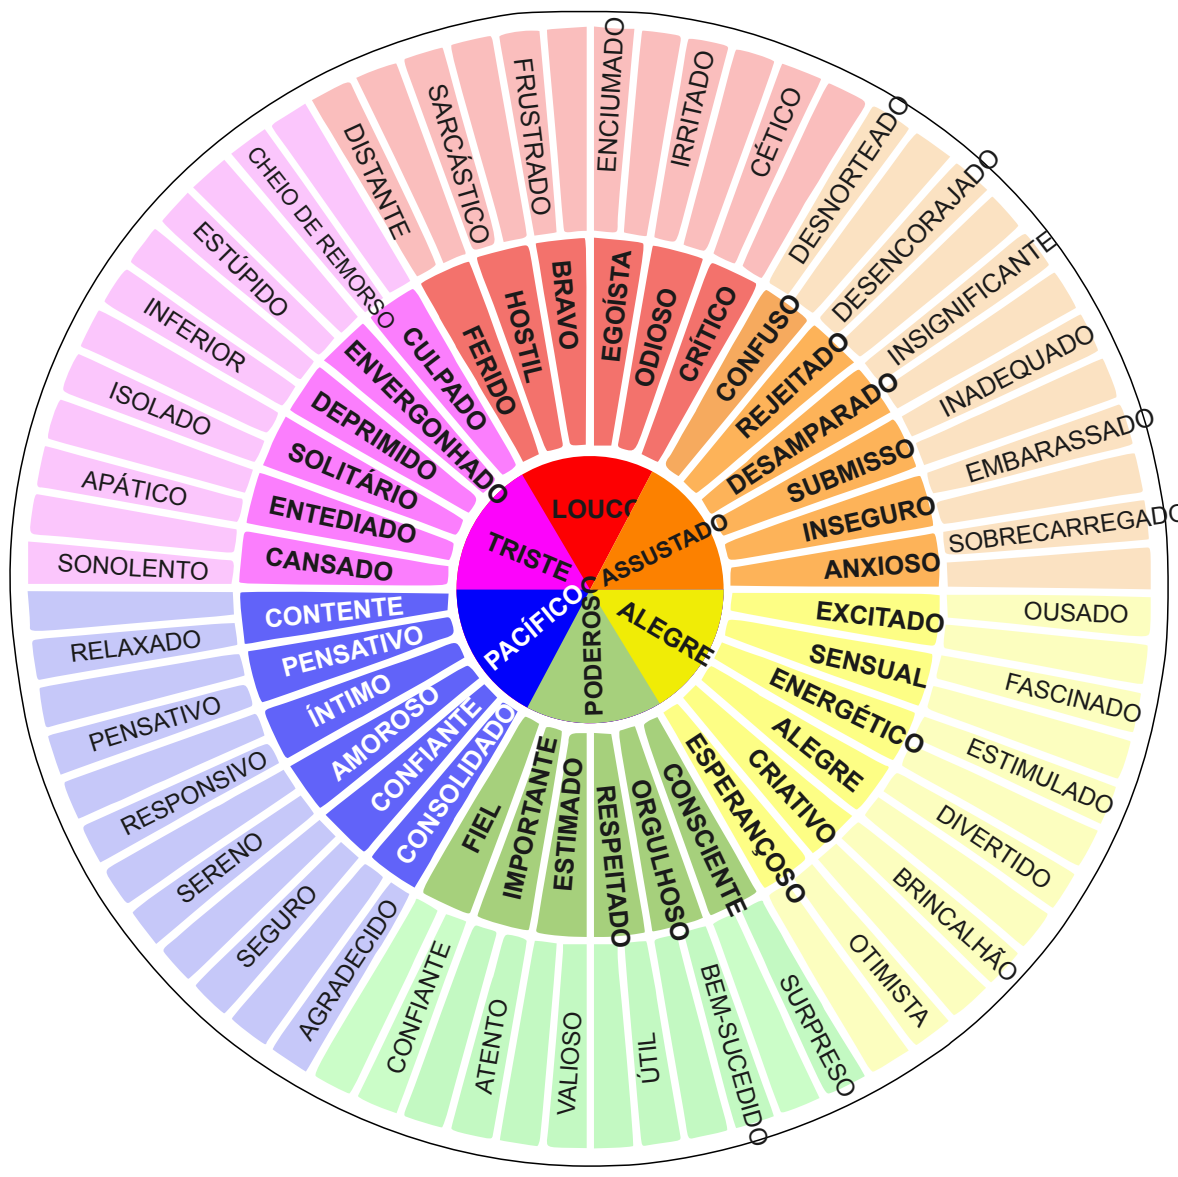 LOUCO
ASSUSTADO
ALEGRE
PODEROSO
PACÍFICO
TRISTE
FERIDO
HOSTIL
BRAVO
EGOÍSTA
ODIOSO
CRÍTICO
CONFUSO
REJEITADO
DESAMPARADO
SUBMISSO
INSEGURO
ANXIOSO
EXCITADO
SENSUAL
ENERGÉTICO
ALEGRE
CRIATIVO
ESPERANÇOSO
CONSCIENTE
ORGULHOSO
RESPEITADO
ESTIMADO
IMPORTANTE
FIEL
CONSOLIDADO
CONFIANTE
AMOROSO
ÍNTIMO
PENSATIVO
CONTENTE
CANSADO
ENTEDIADO
SOLITÁRIO
DEPRIMIDO
ENVERGONHADO
CULPADO
DISTANTE
SARCÁSTICO
FRUSTRADO
ENCIUMADO
IRRITADO
CÉTICO
DESNORTEADO
DESENCORAJADO
INSIGNIFICANTE
INADEQUADO
EMBARASSADO
SOBRECARREGADO
OUSADO
FASCINADO
ESTIMULADO
DIVERTIDO
BRINCALHÃO
OTIMISTA
SURPRESO
BEM-SUCEDIDO
ÚTIL
VALIOSO
ATENTO
CONFIANTE
AGRADECIDO
SEGURO
SERENO
RESPONSIVO
PENSATIVO
RELAXADO
SONOLENTO
APÁTICO
ISOLADO
INFERIOR
ESTÚPIDO
CHEIO DE REMORSO